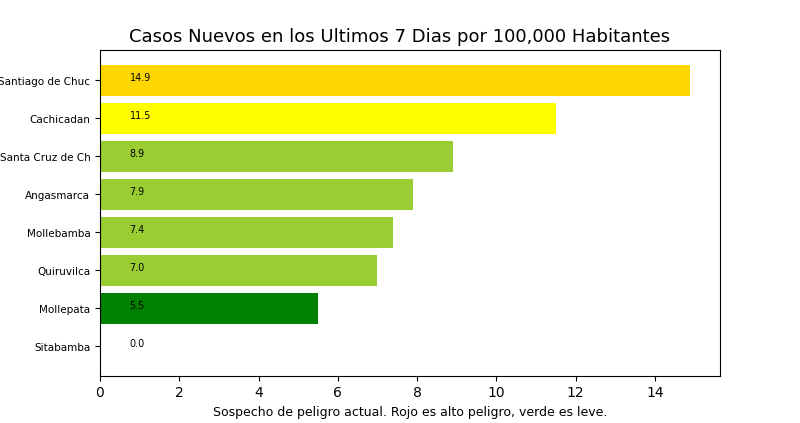 Casos Nuevos en los Ultimos 7 Dias por 100,000 Habitantes
Santiago de Chuc 14.9
Cachicadan 11.5
Santa Cruz de Ch 8.9
Angasmarca 7.9
Mollebamba 7.4
Quiruvilca 7.0
Mollepata 5.5
Sitabamba 0.0
0 2 4 6 8 10 12 14
Sospecho de peligro actual. Rojo es alto peligro, verde es leve.